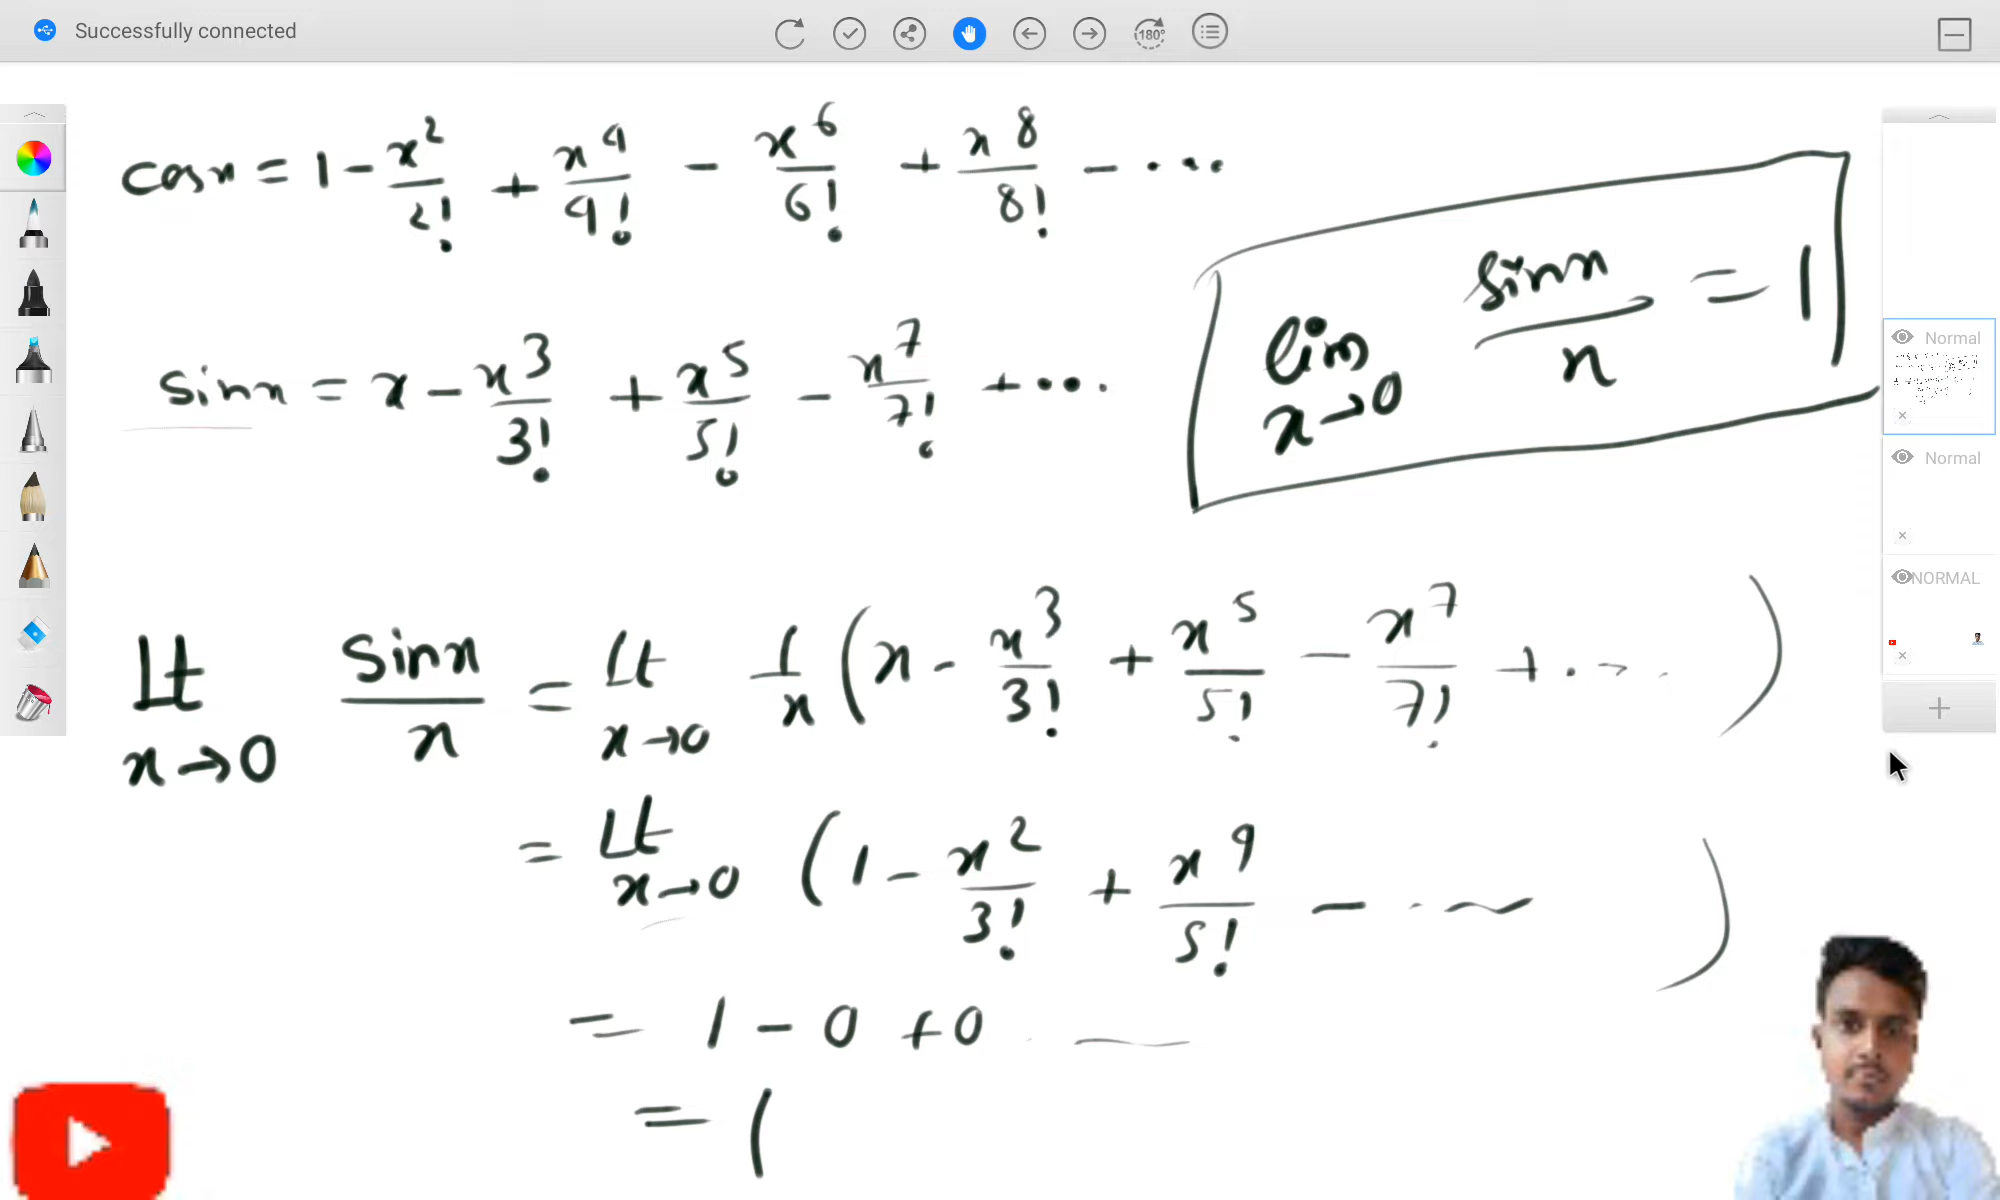 Successfully connected
180°
cosx = 1 - x²/2! + x⁴/4! - x⁶/6! + x⁸/8! - ...
sinx = x - x³/3! + x⁵/5! - x⁷/7! + ...
lim x→0 sinx/x = 1
Lt x→0 sinx/x = Lt x→0 1/x (x - x³/3! + x⁵/5! - x⁷/7! + ....)
= Lt x→0 (1 - x²/3! + x⁴/5! - ...)
= 1 - 0 + 0 ...
= 1
Normal
Normal
NORMAL